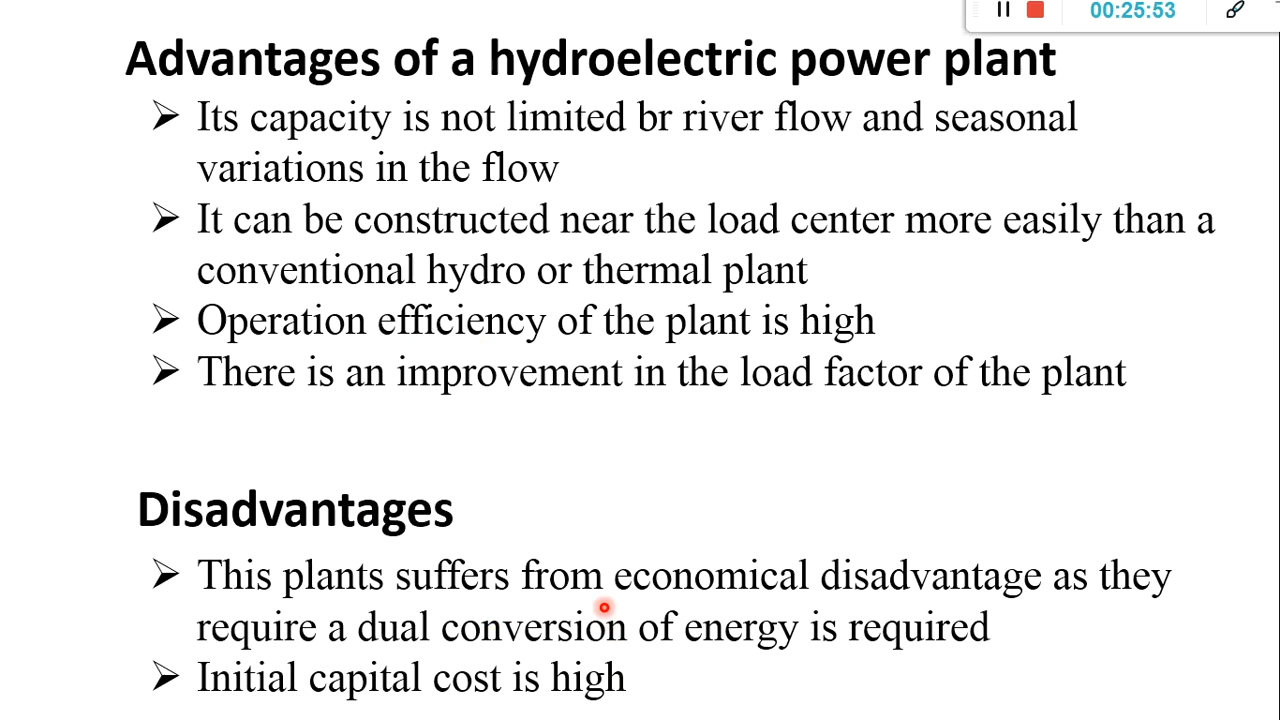 00:25:53
Advantages of a hydroelectric power plant
Its capacity is not limited br river flow and seasonal
variations in the flow
It can be constructed near the load center more easily than a
conventional hydro or thermal plant
Operation efficiency of the plant is high
There is an improvement in the load factor of the plant
Disadvantages
This plants suffers from economical disadvantage as they
require a dual conversion of energy is required
Initial capital cost is high